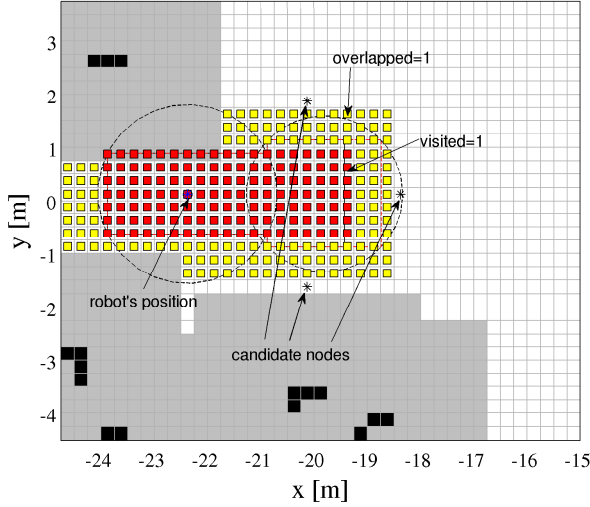 3
overlapped=1
2
1
visited=1
0
y [m]
-1
robot's position
-2
candidate nodes
-3
-4
-24 -23 -22 -21 -20 -19 -18 -17 -16 -15
x [m]